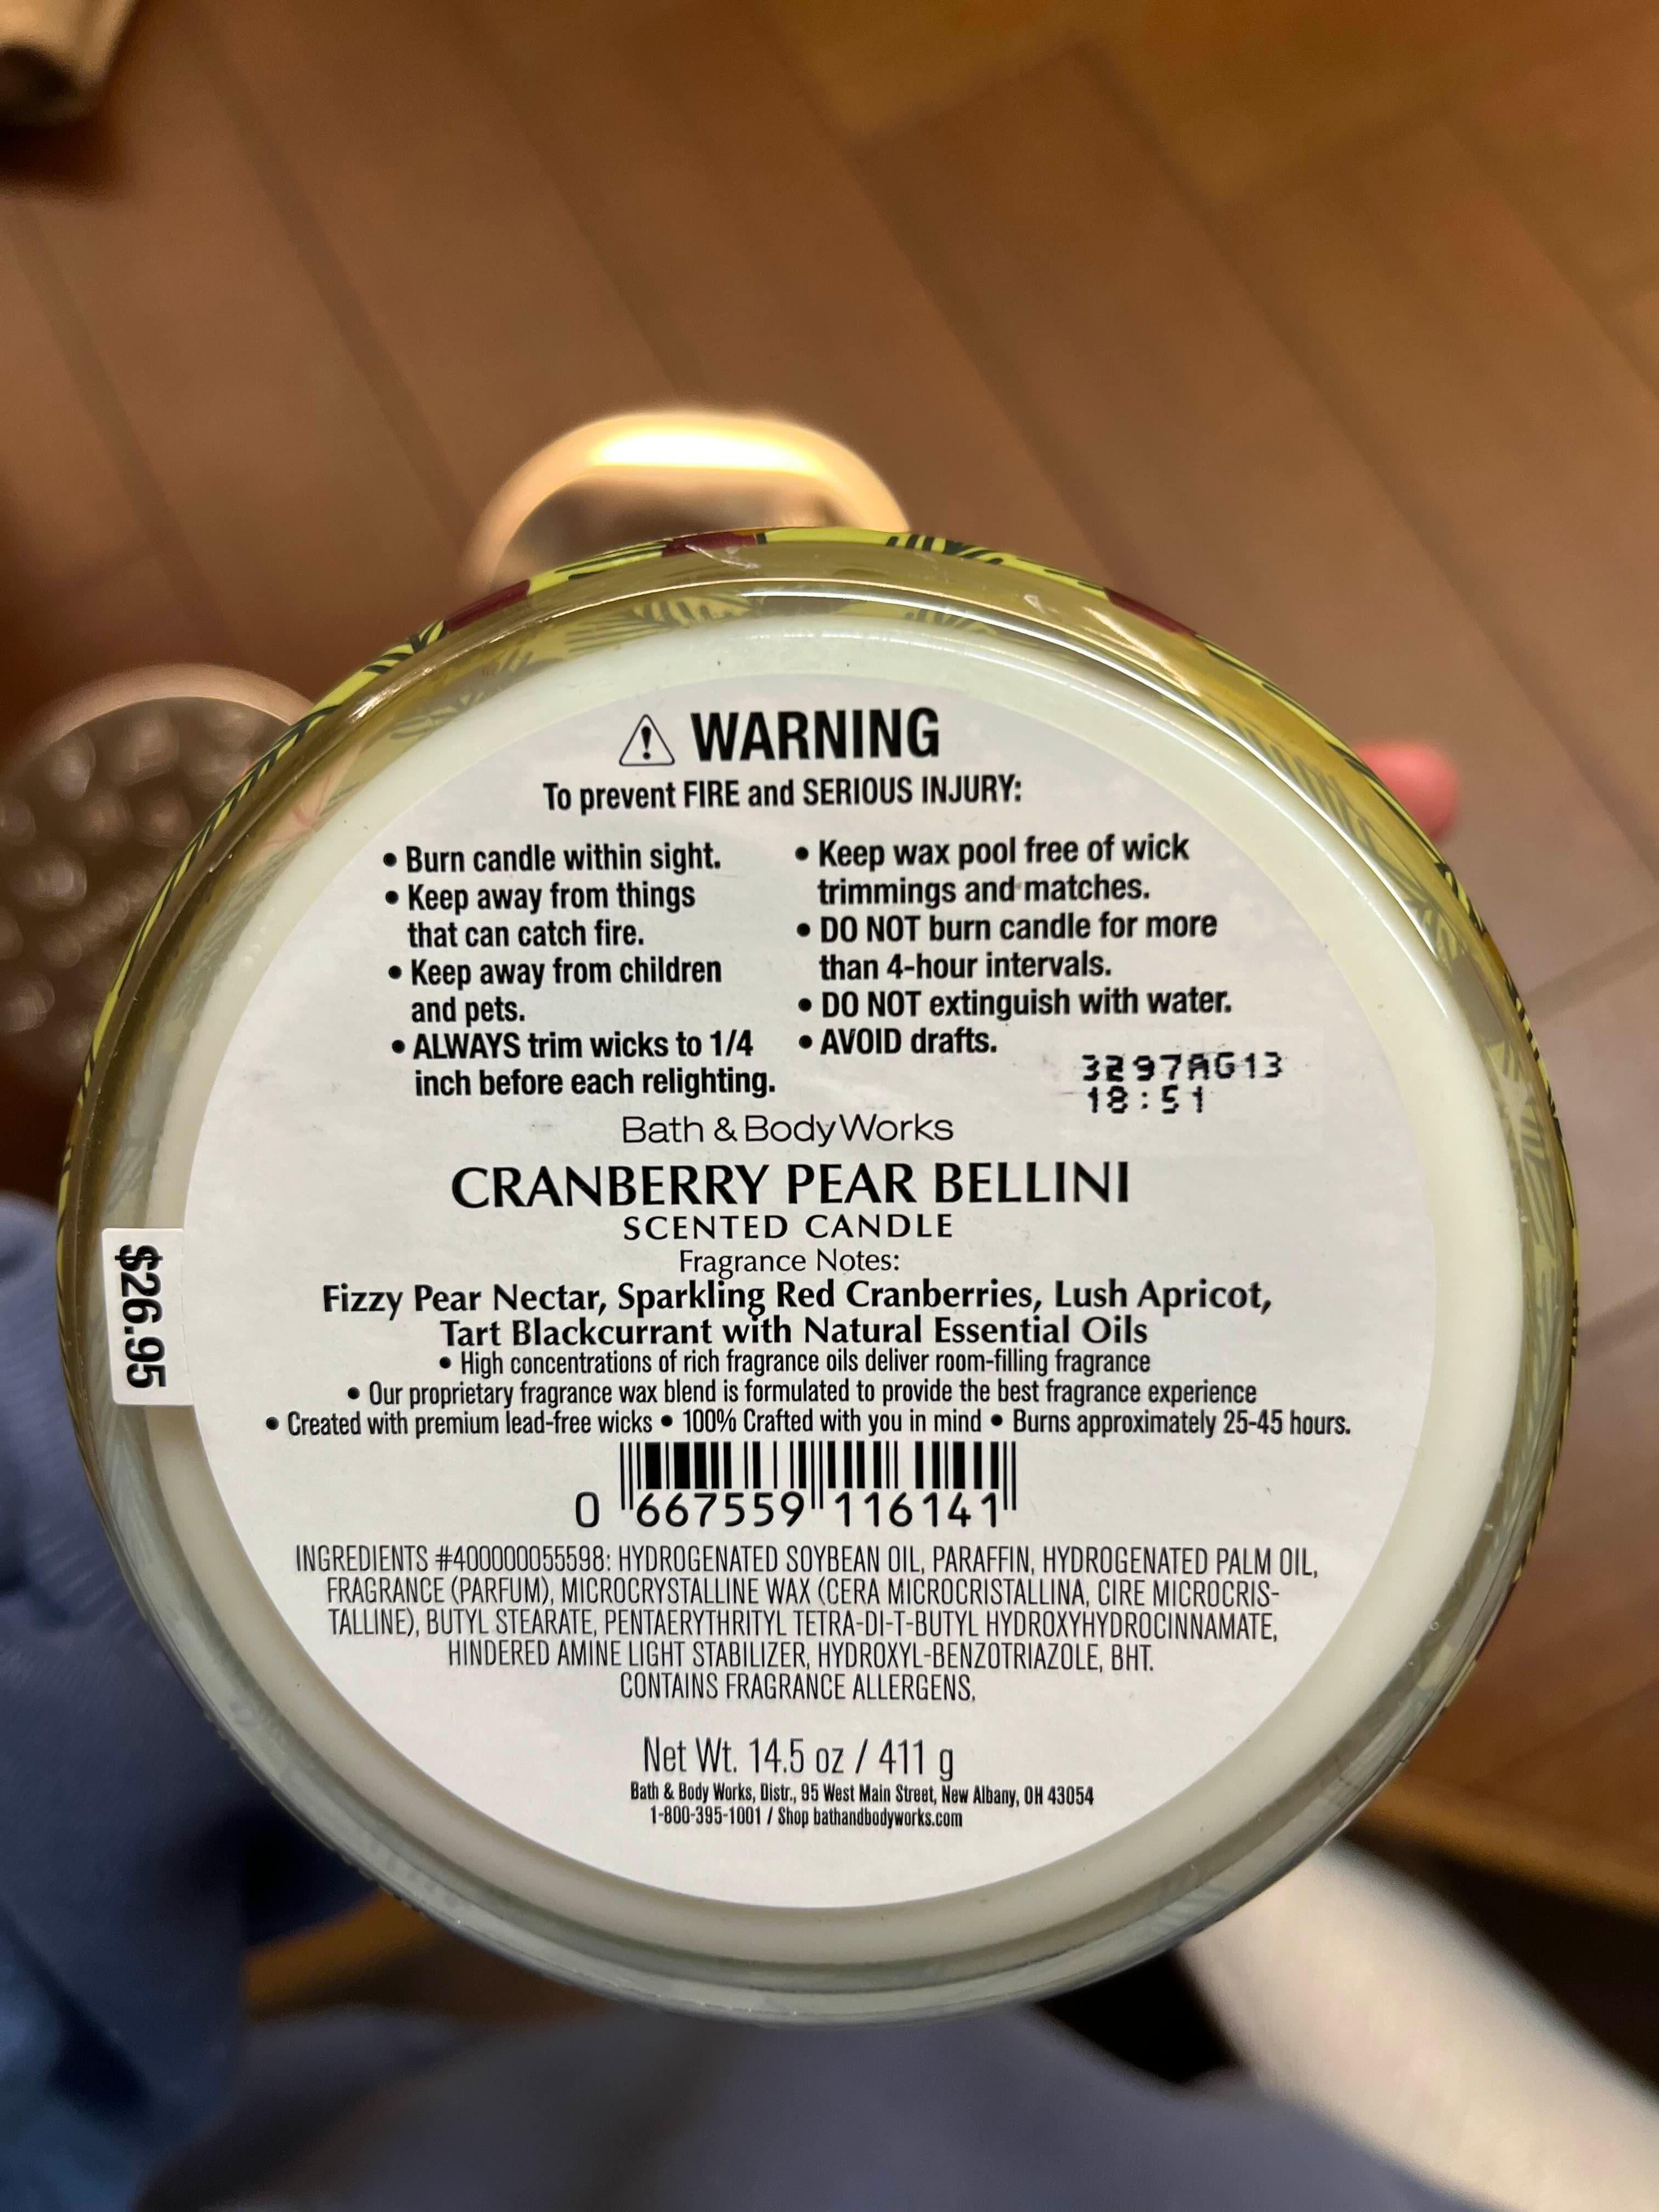 ⚠ WARNING
To prevent FIRE and SERIOUS INJURY:
• Burn candle within sight.
• Keep away from things
that can catch fire.
• Keep away from children
and pets.
• ALWAYS trim wicks to 1/4
inch before each relighting.
• Keep wax pool free of wick
trimmings and matches.
• DO NOT burn candle for more
than 4-hour intervals.
• DO NOT extinguish with water.
• AVOID drafts.
3297AG13
18:51
Bath & Body Works
CRANBERRY PEAR BELLINI
SCENTED CANDLE
Fragrance Notes:
Fizzy Pear Nectar, Sparkling Red Cranberries, Lush Apricot,
Tart Blackcurrant with Natural Essential Oils
• High concentrations of rich fragrance oils deliver room-filling fragrance
• Our proprietary fragrance wax blend is formulated to provide the best fragrance experience
• Created with premium lead-free wicks • 100% Crafted with you in mind • Burns approximately 25-45 hours.
$26.95
0 667559 116141
INGREDIENTS #400000055598: HYDROGENATED SOYBEAN OIL, PARAFFIN, HYDROGENATED PALM OIL,
FRAGRANCE (PARFUM), MICROCRYSTALLINE WAX (CERA MICROCRISTALLINA, CIRE MICROCRIS-
TALLINE), BUTYL STEARATE, PENTAERYTHRITYL TETRA-DI-T-BUTYL HYDROXYHYDROCINNAMATE,
HINDERED AMINE LIGHT STABILIZER, HYDROXYL-BENZOTRIAZOLE, BHT.
CONTAINS FRAGRANCE ALLERGENS.
Net Wt. 14.5 oz / 411 g
Bath & Body Works, Distr., 95 West Main Street, New Albany, OH 43054
1-800-395-1001 / Shop bathandbodyworks.com